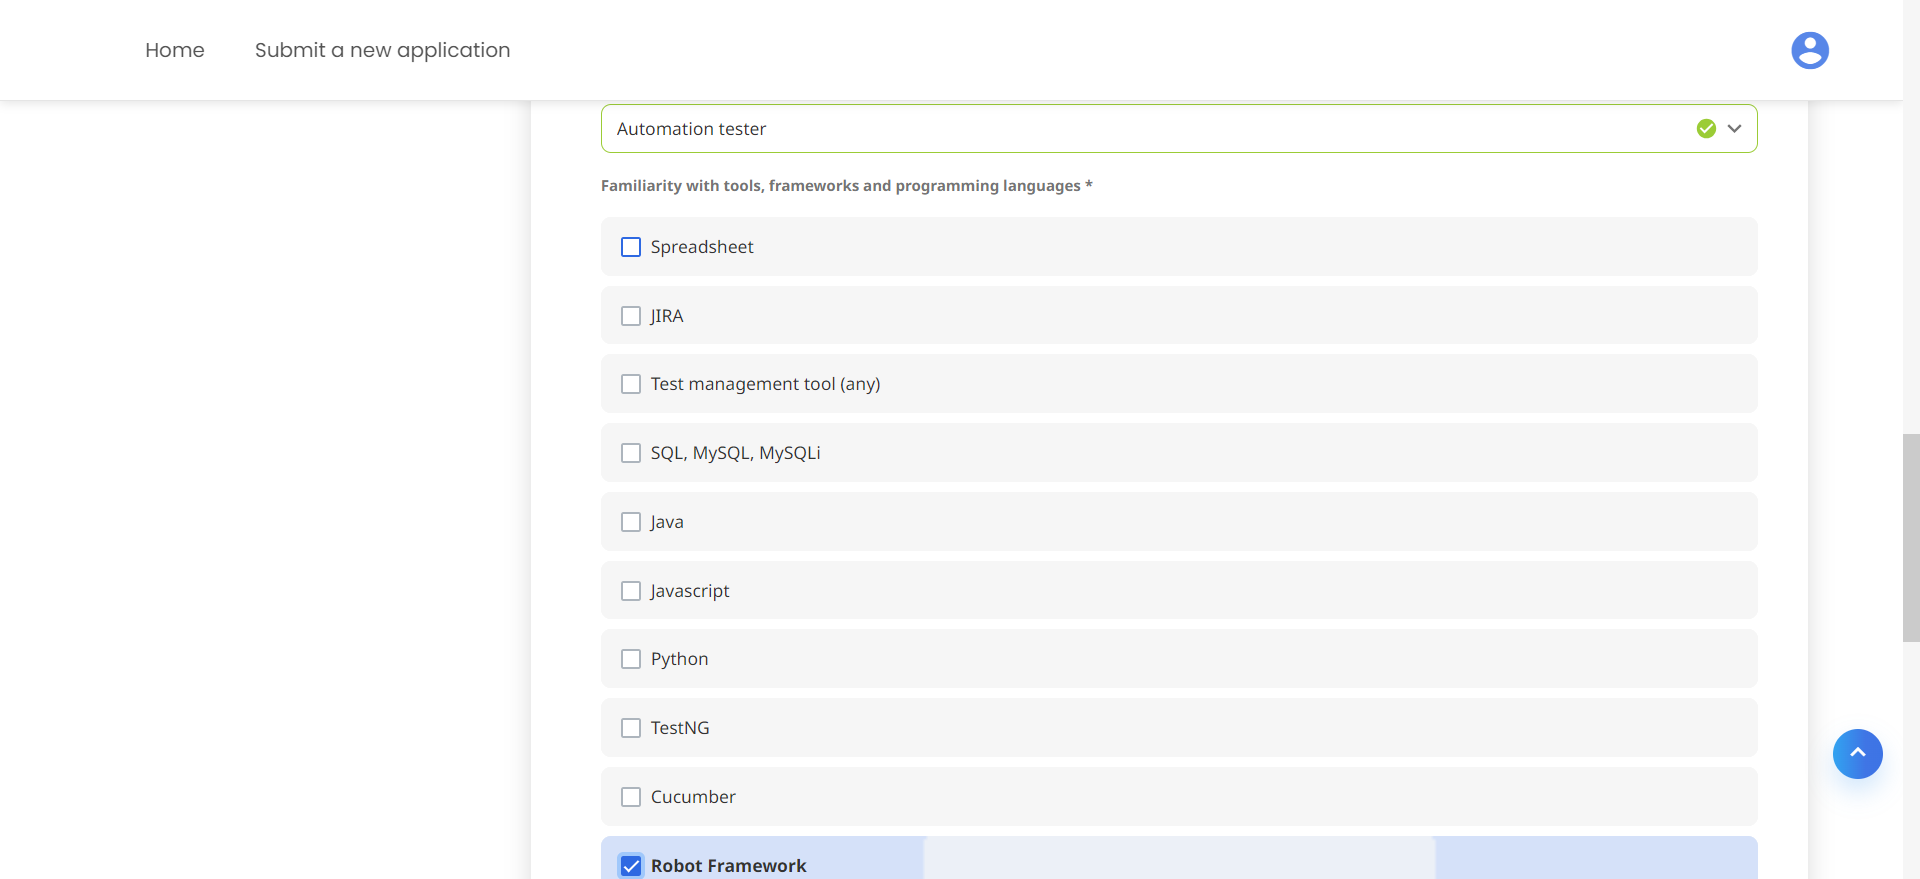 Home Submit a new application
Automation tester
Familiarity with tools, frameworks and programming languages *
Spreadsheet
JIRA
Test management tool (any)
SQL, MySQL, MySQLi
Java
Javascript
Python
TestNG
Cucumber
Robot Framework